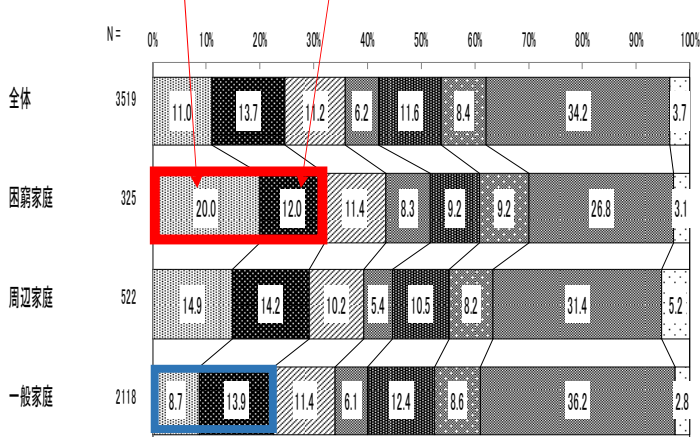 N= 0% 10% 20% 30% 40% 50% 60% 70% 80% 90% 100%
全体 3519 11.0 13.7 11.2 6.2 11.6 8.4 34.2 3.7
困窮家庭 325 20.0 12.0 11.4 8.3 9.2 9.2 26.8 3.1
周辺家庭 522 14.9 14.2 10.2 5.4 10.5 8.2 31.4 5.2
一般家庭 2118 8.7 13.9 11.4 6.1 12.4 8.6 36.2 2.8